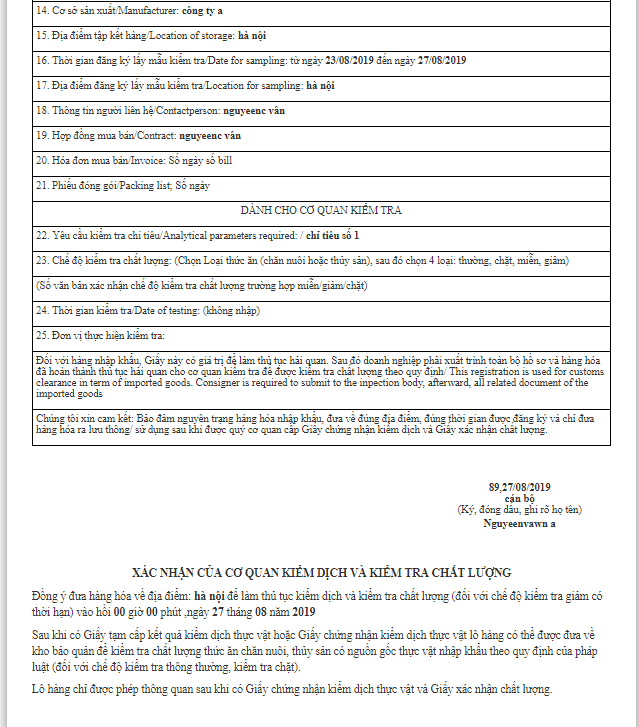 14. Cơ sở sản xuất/Manufacturer: công ty a
15. Địa điểm tập kết hàng/Location of storage: hà nội
16. Thời gian đăng ký lấy mẫu kiểm tra/Date for sampling: từ ngày 23/08/2019 đến ngày 27/08/2019
17. Địa điểm đăng ký lấy mẫu kiểm tra/Location for sampling: hà nội
18. Thông tin người liên hệ/Contactperson: nguyeenc vân
19. Hợp đồng mua bán/Contract: nguyeenc vân
20. Hóa đơn mua bán/Invoice: Số ngày số bill
21. Phiếu đóng gói/Packing list; Số ngày
DÀNH CHO CƠ QUAN KIỂM TRA
22. Yêu cầu kiểm tra chỉ tiêu/Analytical parameters required: / chỉ tiêu số 1
23. Chế độ kiểm tra chất lượng: (Chọn Loại thức ăn (chăn nuôi hoặc thủy sản), sau đó chọn 4 loại: thường, chặt, miễn, giảm)
(Số văn bản xác nhận chế độ kiểm tra chất lượng trường hợp miễn/giảm/chặt)
24. Thời gian kiểm tra/Date of testing: (không nhập)
25. Đơn vị thực hiện kiểm tra:
Đối với hàng nhập khẩu, Giấy này có giá trị để làm thủ tục hải quan. Sau đó doanh nghiệp phải xuất trình toàn bộ hồ sơ và hàng hóa
đã hoàn thành thủ tục hải quan cho cơ quan kiểm tra để được kiểm tra chất lượng theo quy định/ This registration is used for customs
clearance in term of imported goods. Consigner is required to submit to the inpection body, afterward, all related document of the
imported goods
Chúng tôi xin cam kết: Bảo đảm nguyên trạng hàng hóa nhập khẩu, đưa về đúng địa điểm, đúng thời gian được đăng ký và chỉ đưa
hàng hóa ra lưu thông/ sử dụng sau khi được quý cơ quan cấp Giấy chứng nhận kiểm dịch và Giấy xác nhận chất lượng.
89,27/08/2019
cán bộ
(Ký, đóng dấu, ghi rõ họ tên)
Nguyeenvawn a
XÁC NHẬN CỦA CƠ QUAN KIỂM DỊCH VÀ KIỂM TRA CHẤT LƯỢNG
Đồng ý đưa hàng hóa về địa điểm: hà nội để làm thủ tục kiểm dịch và kiểm tra chất lượng (đối với chế độ kiểm tra giảm có
thời hạn) vào hồi 00 giờ 00 phút ,ngày 27 tháng 08 năm 2019
Sau khi có Giấy tạm cấp kết quả kiểm dịch thực vật hoặc Giấy chứng nhận kiểm dịch thực vật lô hàng có thể được đưa về
kho bảo quản để kiểm tra chất lượng thức ăn chăn nuôi, thủy sản có nguồn gốc thực vật nhập khẩu theo quy định của pháp
luật (đối với chế độ kiểm tra thông thường, kiểm tra chặt).
Lô hàng chỉ được phép thông quan sau khi có Giấy chứng nhận kiểm dịch thực vật và Giấy xác nhận chất lượng.